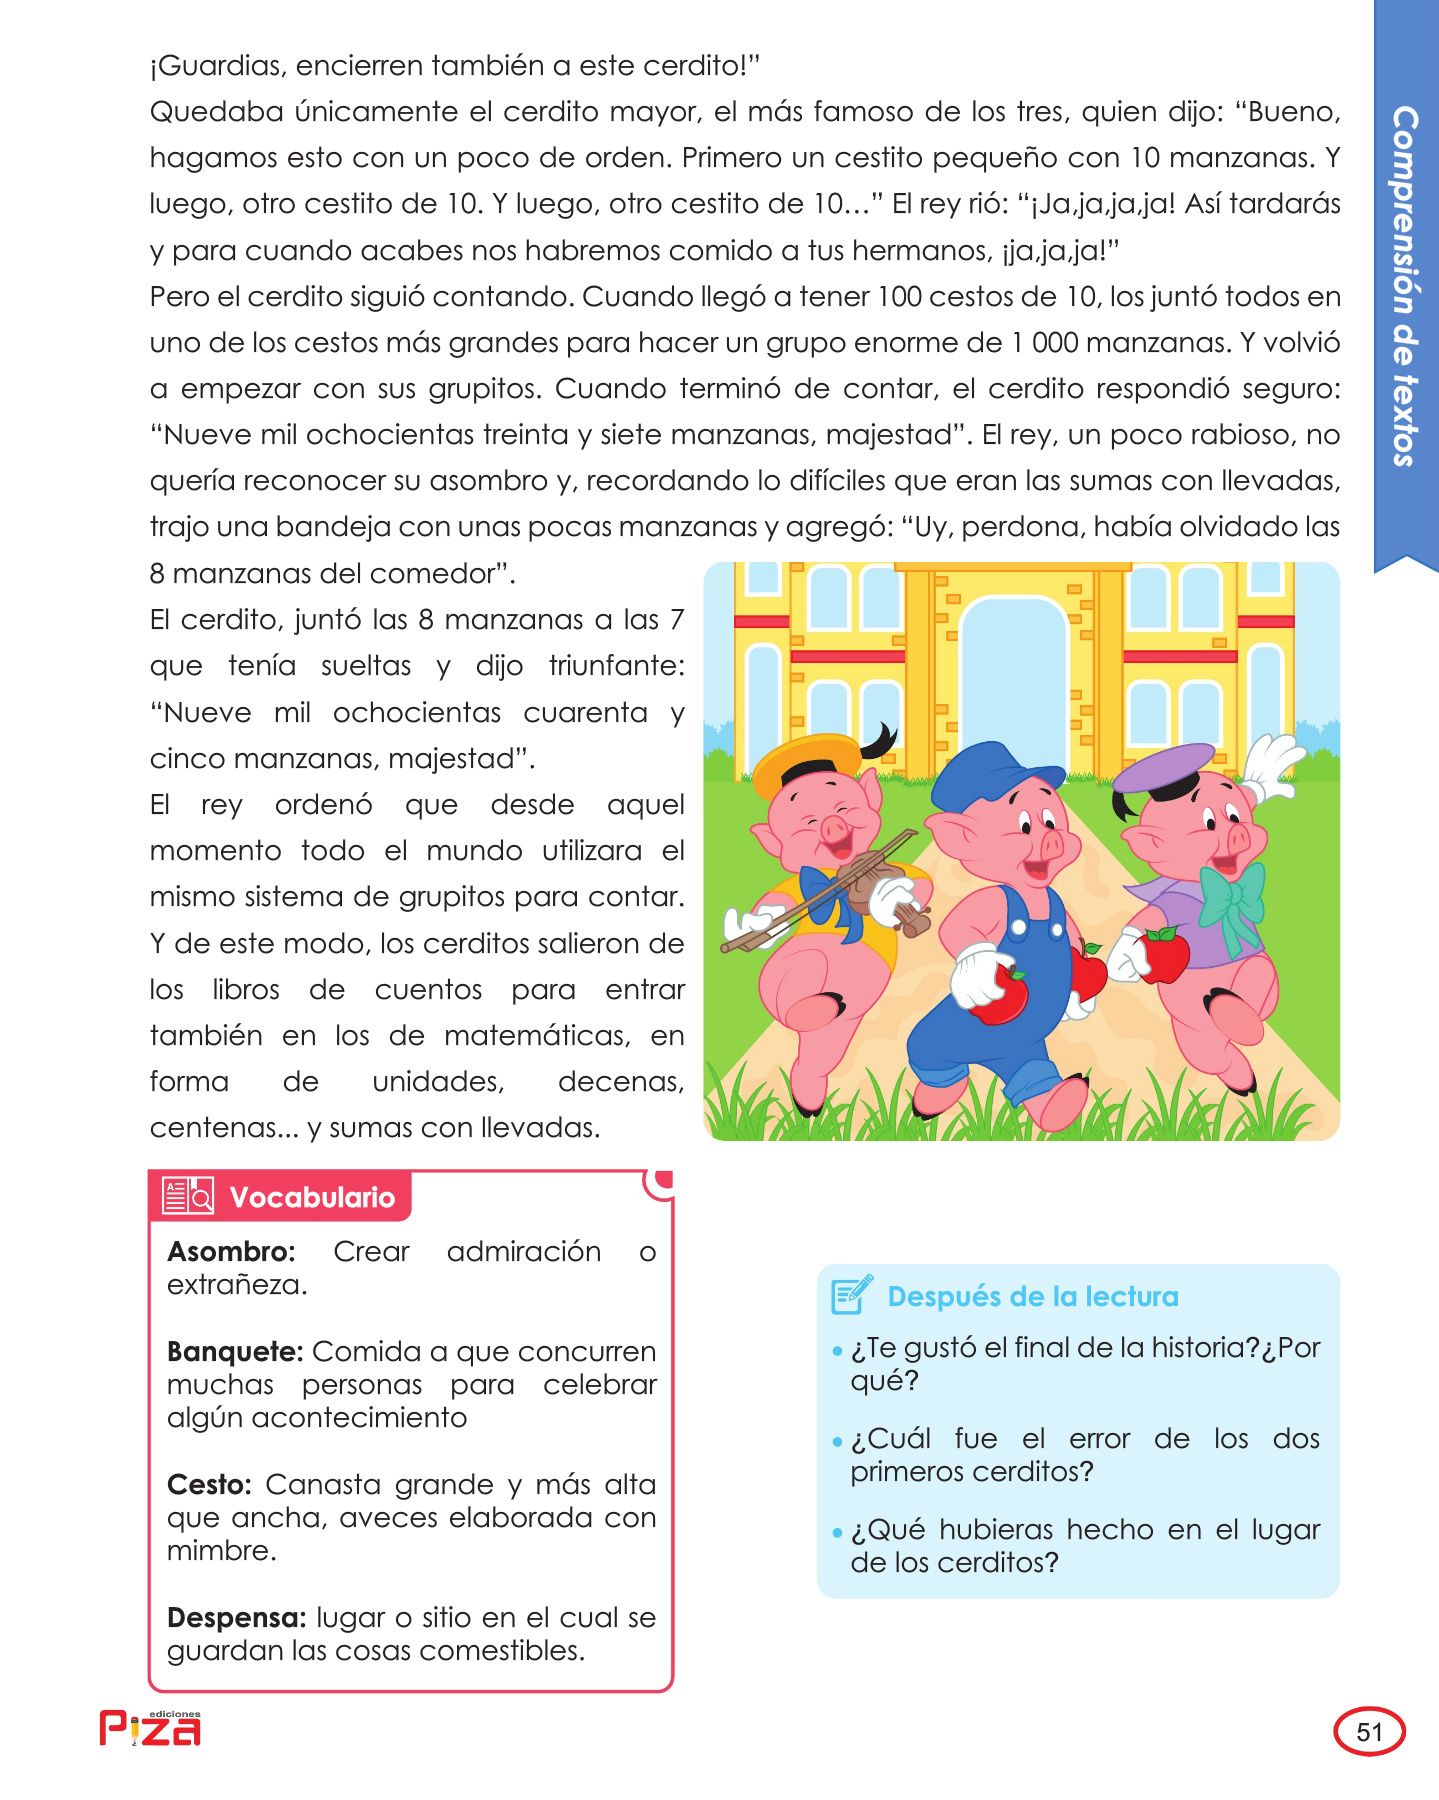 ¡Guardias, encierren también a este cerdito!”
Quedaba únicamente el cerdito mayor, el más famoso de los tres, quien dijo: “Bueno,
hagamos esto con un poco de orden. Primero un cestito pequeño con 10 manzanas. Y
luego, otro cestito de 10. Y luego, otro cestito de 10...” El rey rió: “¡Ja,ja,ja,ja! Así tardarás
y para cuando acabes nos habremos comido a tus hermanos, ¡ja,ja,ja!”
Pero el cerdito siguió contando. Cuando llegó a tener 100 cestos de 10, los juntó todos en
uno de los cestos más grandes para hacer un grupo enorme de 1 000 manzanas. Y volvió
a empezar con sus grupitos. Cuando terminó de contar, el cerdito respondió seguro:
“Nueve mil ochocientas treinta y siete manzanas, majestad”. El rey, un poco rabioso, no
quería reconocer su asombro y, recordando lo difíciles que eran las sumas con llevadas,
trajo una bandeja con unas pocas manzanas y agregó: “Uy, perdona, había olvidado las
8 manzanas del comedor”.
El cerdito, juntó las 8 manzanas a las 7
que tenía sueltas y dijo triunfante:
“Nueve mil ochocientas cuarenta y
cinco manzanas, majestad”.
El rey ordenó que desde aquel
momento todo el mundo utilizara el
mismo sistema de grupitos para contar.
Y de este modo, los cerditos salieron de
los libros de cuentos para entrar
también en los de matemáticas, en
forma de unidades, decenas,
centenas... y sumas con llevadas.
Comprensión de textos
Vocabulario
Asombro: Crear admiración o
extrañeza.
Banquete: Comida a que concurren
muchas personas para celebrar
algún acontecimiento
Cesto: Canasta grande y más alta
que ancha, aveces elaborada con
mimbre.
Despensa: lugar o sitio en el cual se
guardan las cosas comestibles.
Después de la lectura
• ¿Te gustó el final de la historia?¿Por
qué?
• ¿Cuál fue el error de los dos
primeros cerditos?
• ¿Qué hubieras hecho en el lugar
de los cerditos?
ediciones
Piza
51